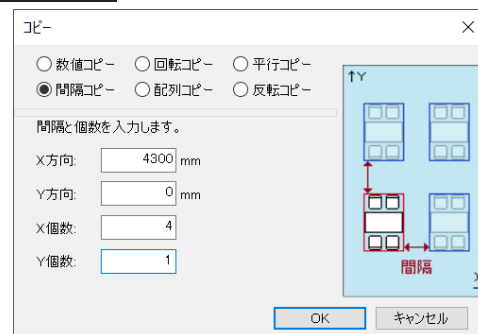 コピー
数値コピー 回転コピー 平行コピー
間隔コピー 配列コピー 反転コピー
間隔と個数を入力します。
X方向: 4300 mm
Y方向: 0 mm
X個数: 4
Y個数: 1
↑Y
間隔
X
OK キャンセル